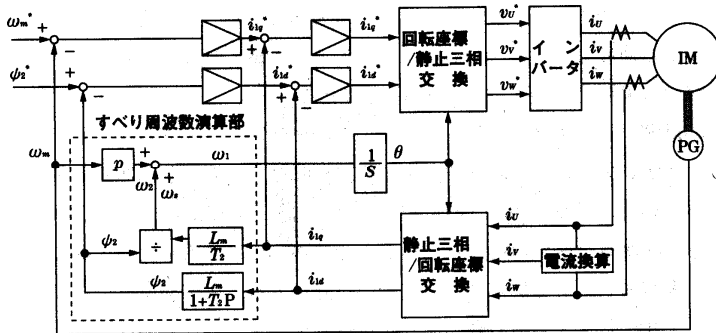 ωm* + − i1q* + − i1q*
回転座標
/静止三相
交換
vU* vV* vW*
イン
バータ
iU iV iW
IM
ψ2* + − i1d* + − i1d*
すべり周波数演算部
ωm p + + ω1 1/S θ
PG
ω2 ωs
ψ2 ÷ Lm/T2 i1q
静止三相
/回転座標
交換
iU iV iW
電流換算
ψ2 Lm/1+T2P i1d